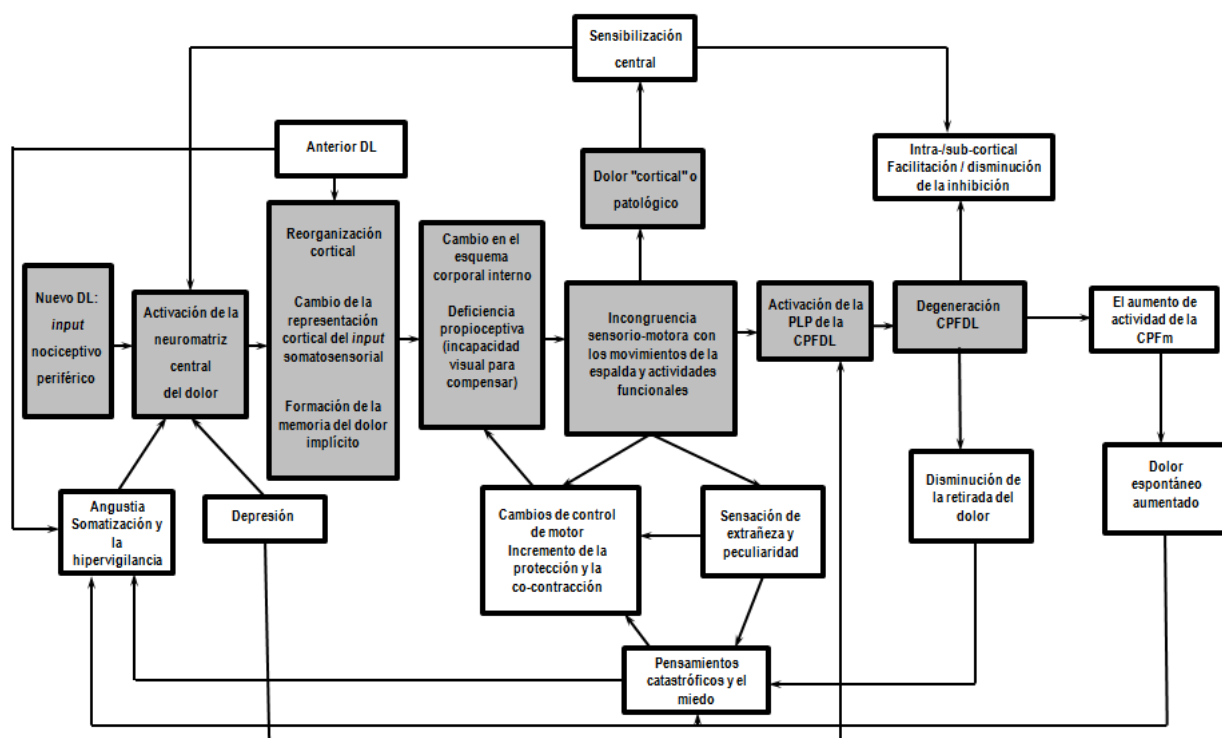 Sensibilización
central
Anterior DL
Dolor "cortical" o
patológico
Intra-/sub-cortical
Facilitación / disminución
de la inhibición
Nuevo DL:
input
nociceptivo
periférico
Activación de la
neuromatriz
central
del dolor
Reorganización
cortical
Cambio de la
representación
cortical del input
somatosensorial
Formación de la
memoria del dolor
implícito
Cambio en el
esquema
corporal interno
Deficiencia
propioceptiva
(incapacidad
visual para
compensar)
Incongruencia
sensorio-motora con
los movimientos de la
espalda y actividades
funcionales
Activación de la
PLP de la
CPFDL
Degeneración
CPFDL
El aumento de
actividad de la
CPFm
Angustia
Somatización y
la
hipervigilancia
Depresión
Cambios de control
de motor
Incremento de la
protección y la
co-contracción
Sensación de
extrañeza y
peculiaridad
Disminución de
la retirada del
dolor
Dolor
espontáneo
aumentado
Pensamientos
catastróficos y el
miedo